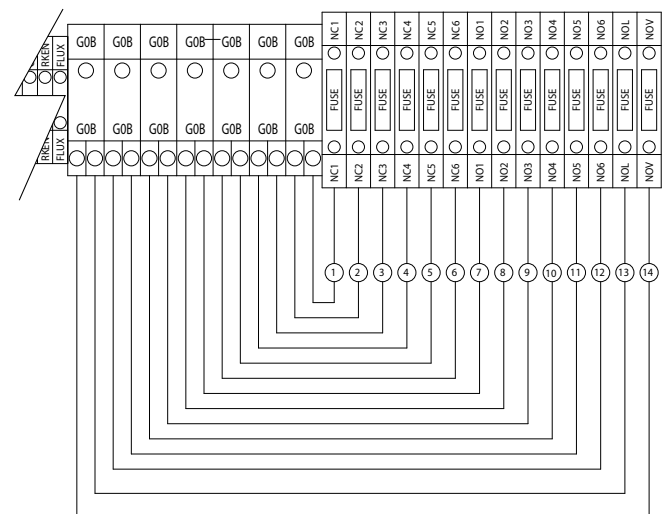 NC1 NC2 NC3 NC4 NC5 NC6 NO1 NO2 NO3 NO4 NO5 NO6 NOL NOV
RKEN FLUX G0B G0B G0B G0B G0B G0B G0B
FUSE FUSE FUSE FUSE FUSE FUSE FUSE FUSE FUSE FUSE FUSE FUSE FUSE FUSE
G0B G0B G0B G0B G0B G0B G0B
RKEN FLUX
NC1 NC2 NC3 NC4 NC5 NC6 NO1 NO2 NO3 NO4 NO5 NO6 NOL NOV
1 2 3 4 5 6 7 8 9 10 11 12 13 14